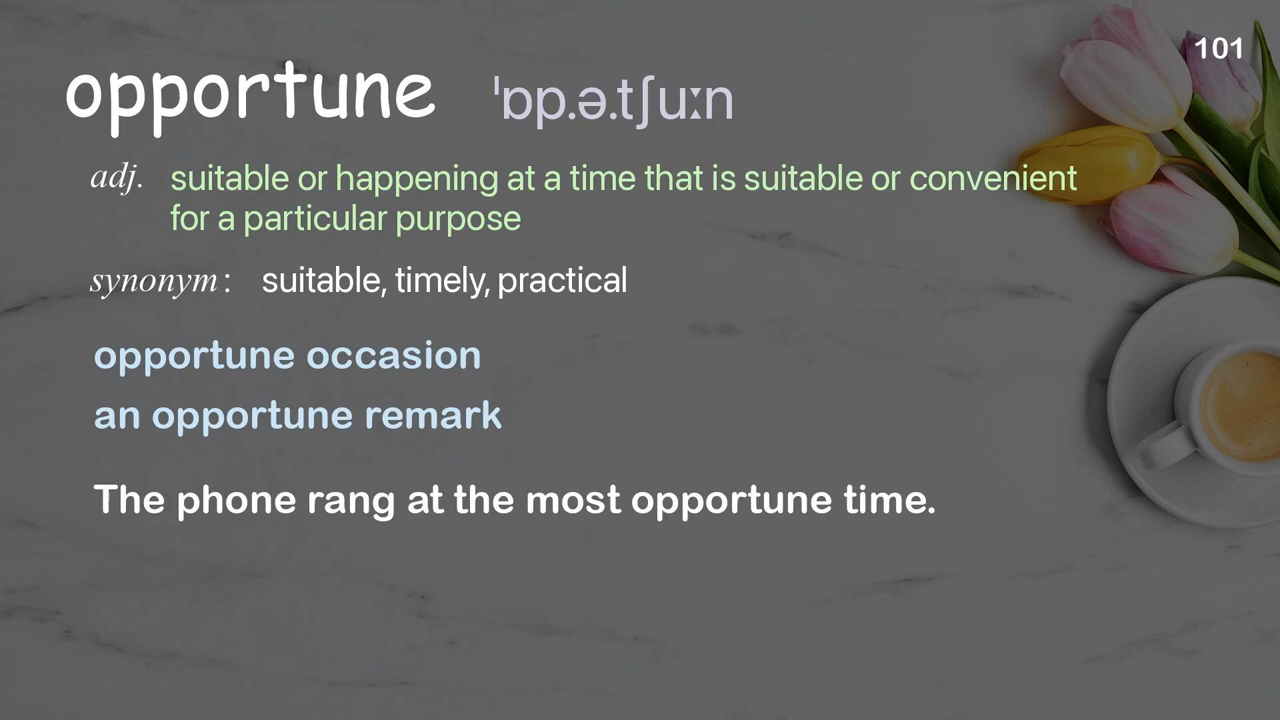 101
opportune ˈɒp.ə.tʃuːn
adj. suitable or happening at a time that is suitable or convenient
for a particular purpose
synonym: suitable, timely, practical
opportune occasion
an opportune remark
The phone rang at the most opportune time.